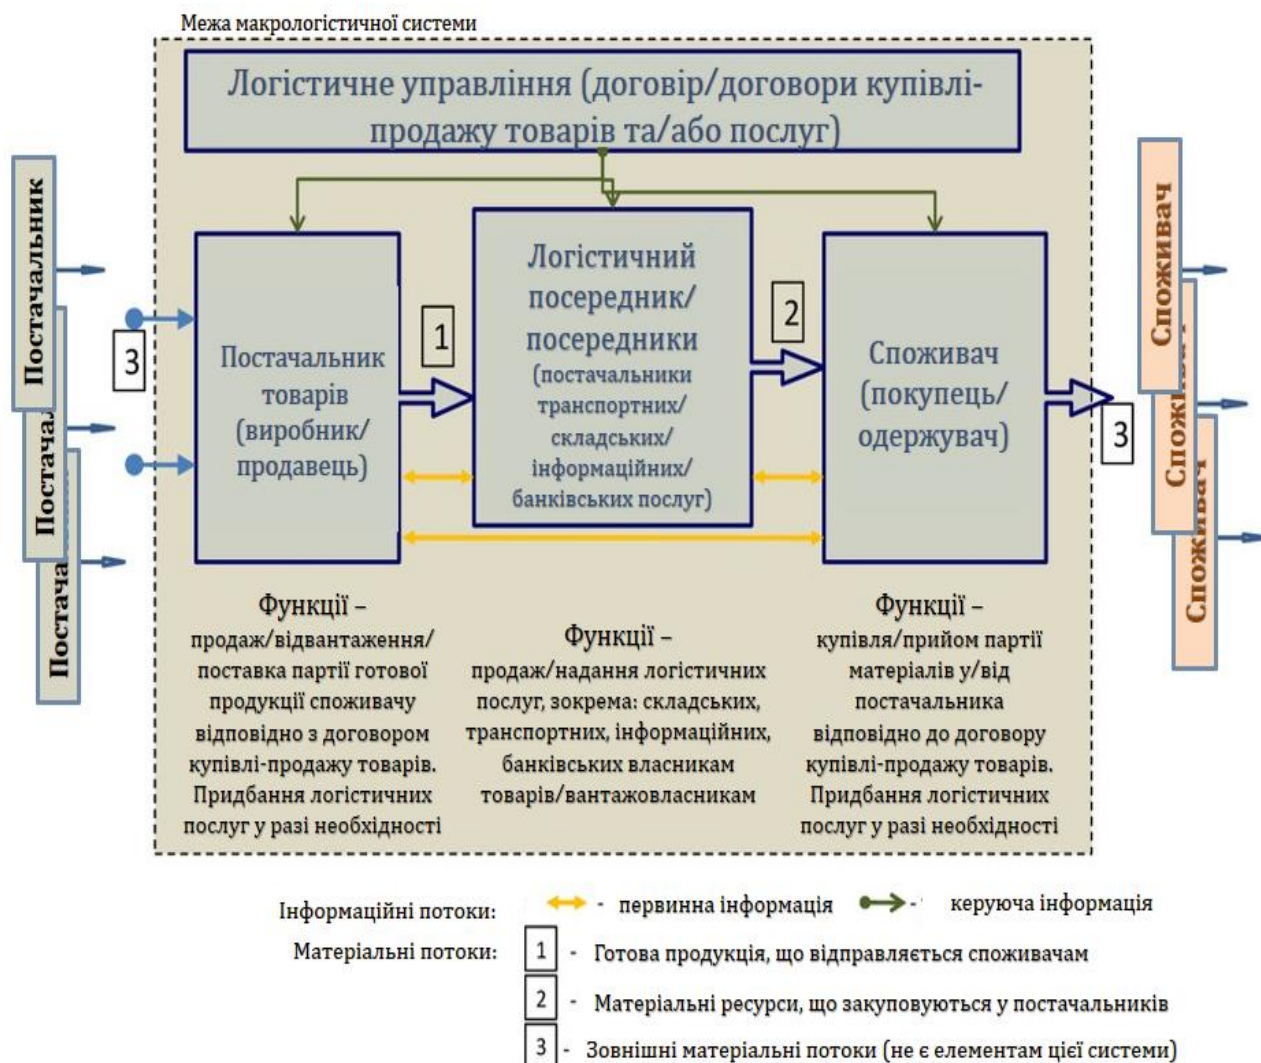 Межа макрологістичної системи
Логістичне управління (договір/договори купівлі-
продажу товарів та/або послуг)
Постачальник
Постачал
Постача
3
Постачальник
товарів
(виробник/
продавець)
1
Логістичний
посередник/
посередники
(постачальники
транспортних/
складських/
інформаційних/
банківських послуг)
2
Споживач
(покупець/
одержувач)
3
Споживач
Споживач
Споживач
Функції –
продаж/відвантаження/
поставка партії готової
продукції споживачу
відповідно з договором
купівлі-продажу товарів.
Придбання логістичних
послуг у разі необхідності
Функції –
продаж/надання логістичних
послуг, зокрема: складських,
транспортних, інформаційних,
банківських власникам
товарів/вантажовласникам
Функції –
купівля/прийом партії
матеріалів у/від
постачальника
відповідно до договору
купівлі-продажу товарів.
Придбання логістичних
послуг у разі необхідності
Інформаційні потоки: - первинна інформація - керуюча інформація
Матеріальні потоки: 1 - Готова продукція, що відправляється споживачам
2 - Матеріальні ресурси, що закуповуються у постачальників
3 - Зовнішні матеріальні потоки (не є елементам цієї системи)